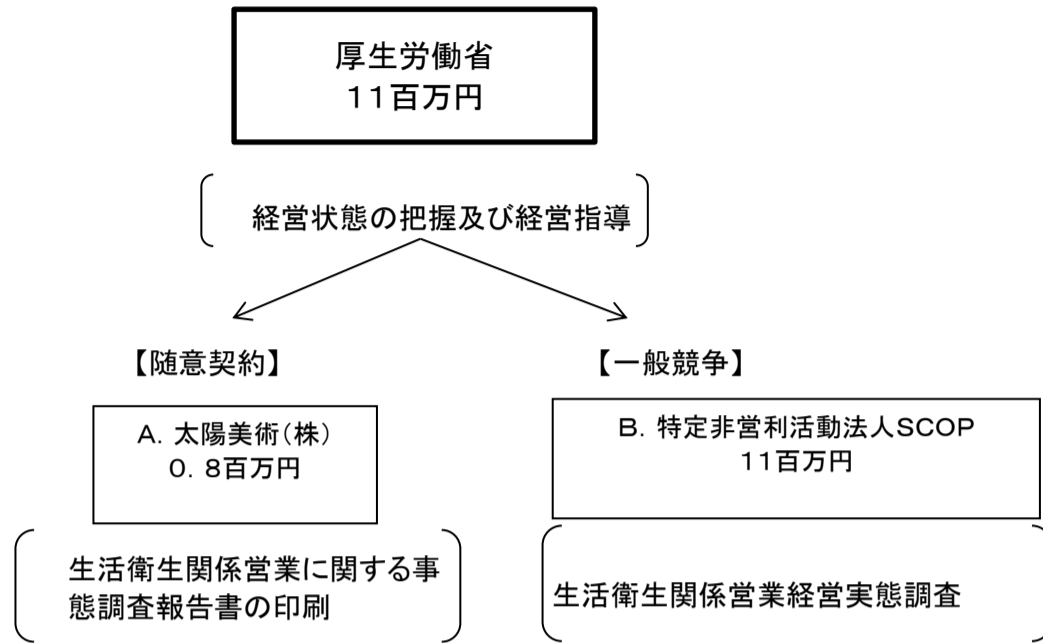 厚生労働省
11百万円
経営状態の把握及び経営指導
【随意契約】
【一般競争】
A. 太陽美術(株)
0. 8百万円
B. 特定非営利活動法人SCOP
11百万円
生活衛生関係営業に関する事
態調査報告書の印刷
生活衛生関係営業経営実態調査